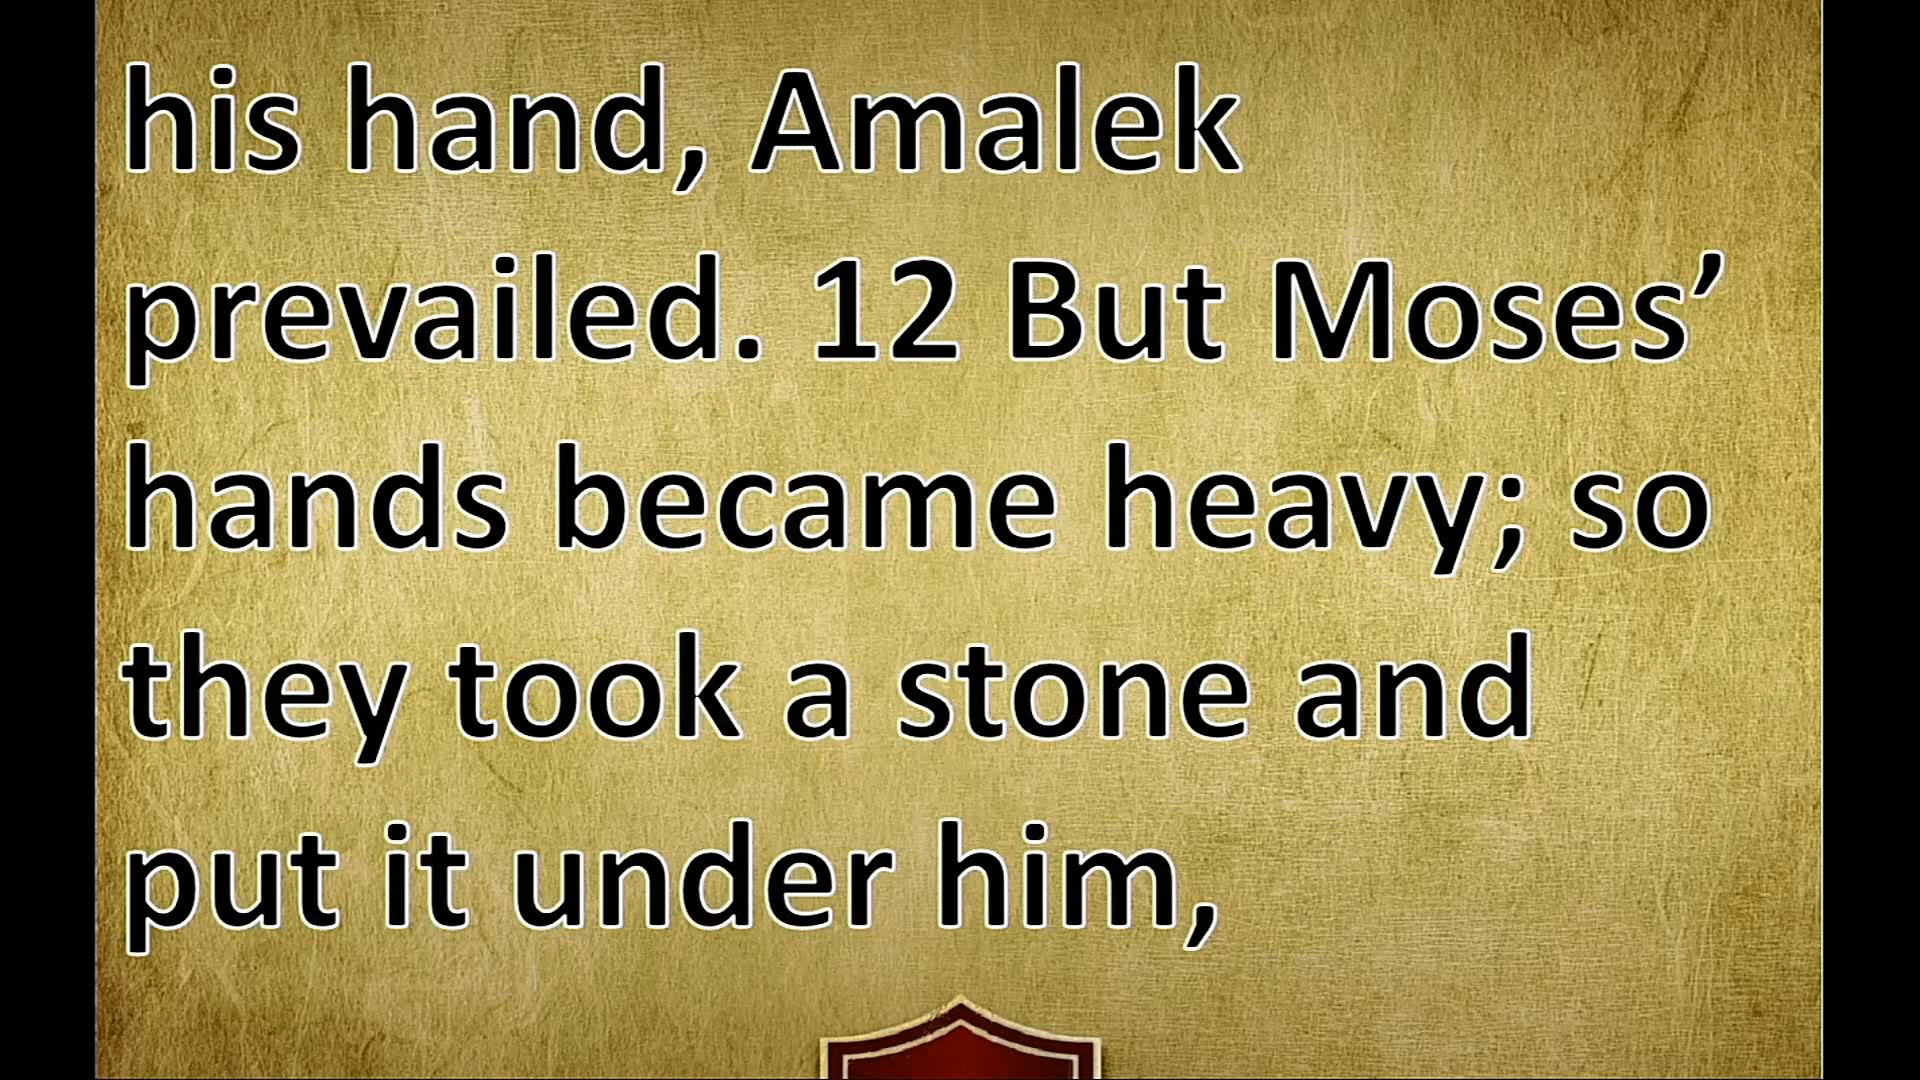 his hand, Amalek
prevailed. 12 But Moses’
hands became heavy; so
they took a stone and
put it under him,